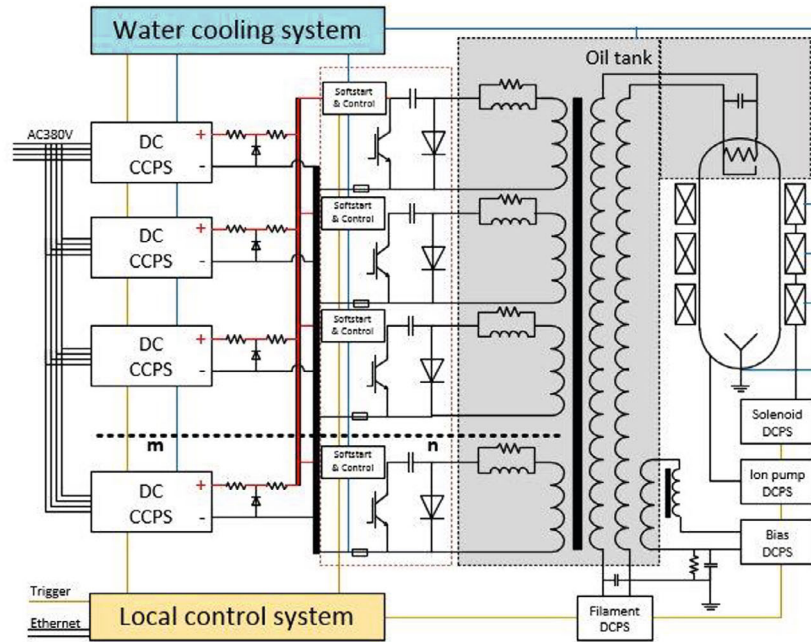 Water cooling system
Oil tank
AC380V
DC
CCPS
+
-
Softstart
& Control
DC
CCPS
+
-
Softstart
& Control
DC
CCPS
+
-
Softstart
& Control
m
n
DC
CCPS
+
-
Softstart
& Control
Solenoid
DCPS
Ion pump
DCPS
Bias
DCPS
Trigger
Ethernet
Local control system
Filament
DCPS